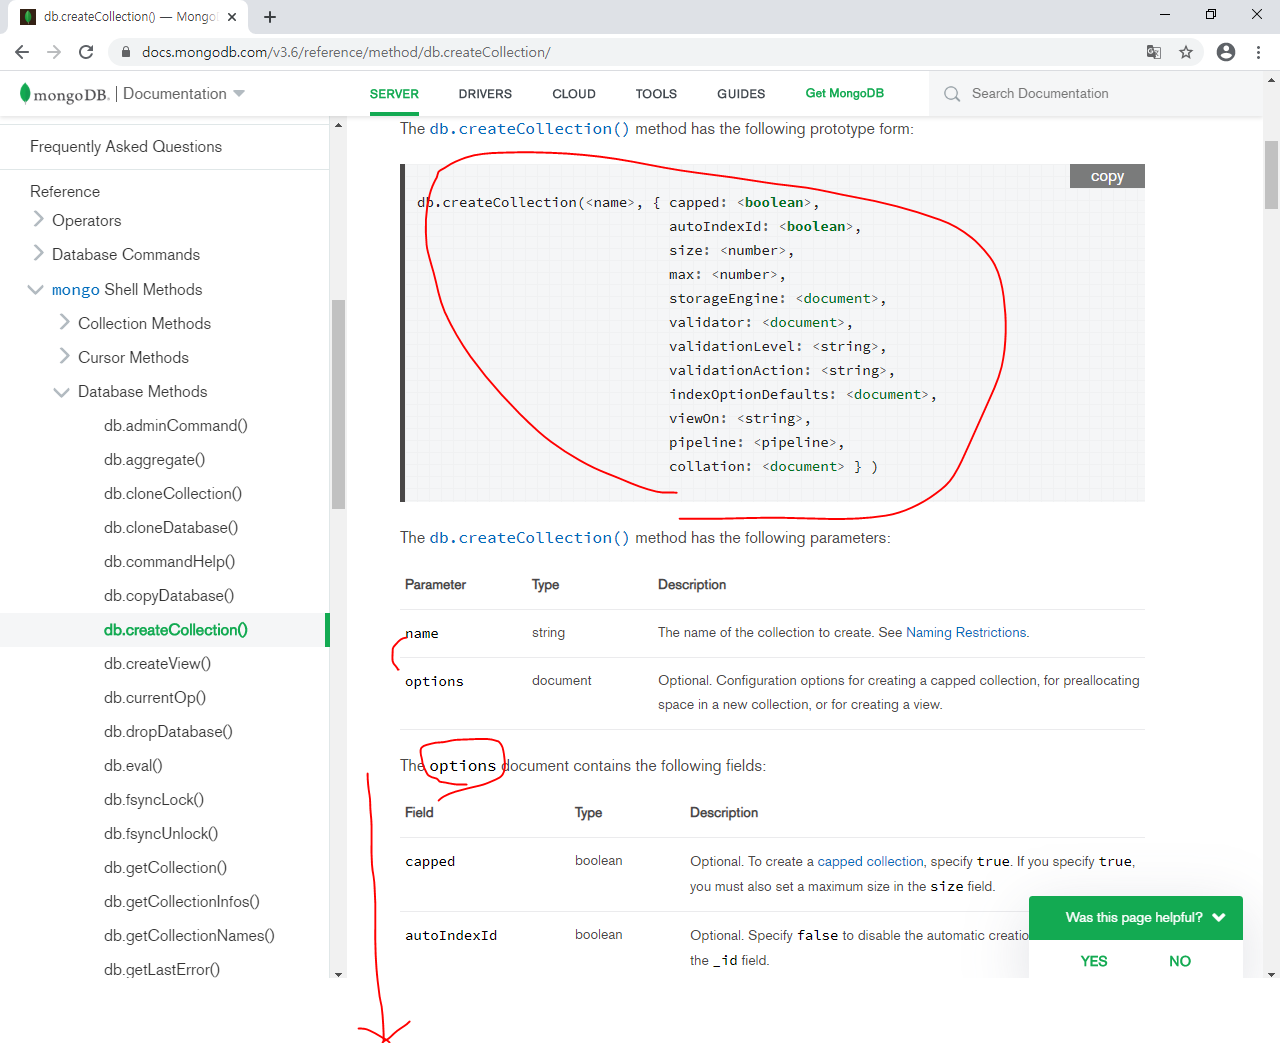 db.createCollection() — Mongo
docs.mongodb.com/v3.6/reference/method/db.createCollection/
mongoDB. | Documentation
SERVER
DRIVERS
CLOUD
TOOLS
GUIDES
Get MongoDB
Search Documentation
Frequently Asked Questions
Reference
Operators
Database Commands
mongo Shell Methods
Collection Methods
Cursor Methods
Database Methods
db.adminCommand()
db.aggregate()
db.cloneCollection()
db.cloneDatabase()
db.commandHelp()
db.copyDatabase()
db.createCollection()
db.createView()
db.currentOp()
db.dropDatabase()
db.eval()
db.fsyncLock()
db.fsyncUnlock()
db.getCollection()
db.getCollectionInfos()
db.getCollectionNames()
db.getLastError()
The db.createCollection() method has the following prototype form:
copy
db.createCollection(<name>, { capped: <boolean>,
autoIndexId: <boolean>,
size: <number>,
max: <number>,
storageEngine: <document>,
validator: <document>,
validationLevel: <string>,
validationAction: <string>,
indexOptionDefaults: <document>,
viewOn: <string>,
pipeline: <pipeline>,
collation: <document> } )
The db.createCollection() method has the following parameters:
Parameter Type Description
name string The name of the collection to create. See Naming Restrictions.
options document Optional. Configuration options for creating a capped collection, for preallocating
space in a new collection, or for creating a view.
The options document contains the following fields:
Field Type Description
capped boolean Optional. To create a capped collection, specify true. If you specify true,
you must also set a maximum size in the size field.
autoIndexId boolean Optional. Specify false to disable the automatic creatio
the _id field.
Was this page helpful?
YES NO